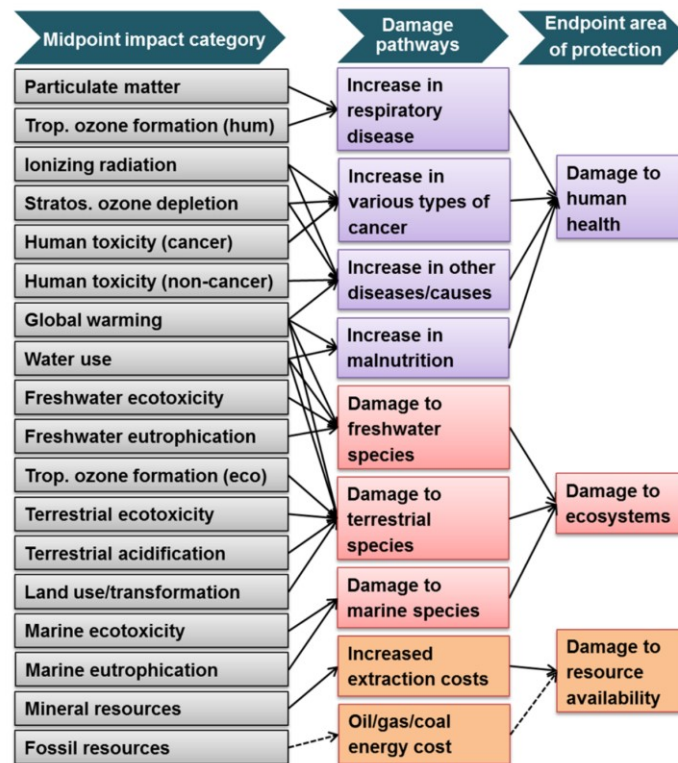 Midpoint impact category
Damage
pathways
Endpoint area
of protection
Particulate matter
Trop. ozone formation (hum)
Ionizing radiation
Stratos. ozone depletion
Human toxicity (cancer)
Human toxicity (non-cancer)
Global warming
Water use
Freshwater ecotoxicity
Freshwater eutrophication
Trop. ozone formation (eco)
Terrestrial ecotoxicity
Terrestrial acidification
Land use/transformation
Marine ecotoxicity
Marine eutrophication
Mineral resources
Fossil resources
Increase in
respiratory
disease
Increase in
various types of
cancer
Increase in other
diseases/causes
Increase in
malnutrition
Damage to
freshwater
species
Damage to
terrestrial
species
Damage to
marine species
Increased
extraction costs
Oil/gas/coal
energy cost
Damage to
human
health
Damage to
ecosystems
Damage to
resource
availability